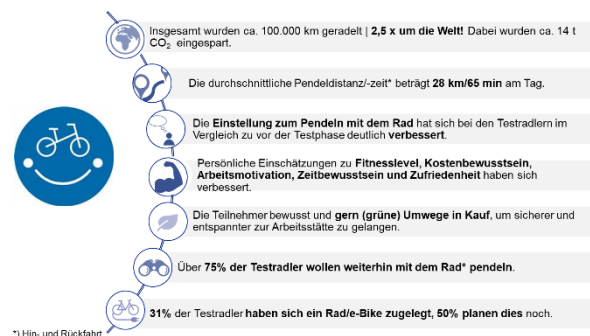 Insgesamt wurden ca. 100.000 km geradelt | 2,5 x um die Welt! Dabei wurden ca. 14 t
CO₂ eingespart.
Die durchschnittliche Pendeldistanz/-zeit* beträgt 28 km/65 min am Tag.
Die Einstellung zum Pendeln mit dem Rad hat sich bei den Testradlern im
Vergleich zu vor der Testphase deutlich verbessert.
Persönliche Einschätzungen zu Fitnesslevel, Kostenbewusstsein,
Arbeitsmotivation, Zeitbewusstsein und Zufriedenheit haben sich
verbessert.
Die Teilnehmer bewusst und gern (grüne) Umwege in Kauf, um sicherer und
entspannter zur Arbeitsstätte zu gelangen.
Über 75% der Testradler wollen weiterhin mit dem Rad* pendeln.
31% der Testradler haben sich ein Rad/e-Bike zugelegt, 50% planen dies noch.
*) Hin- und Rückfahrt